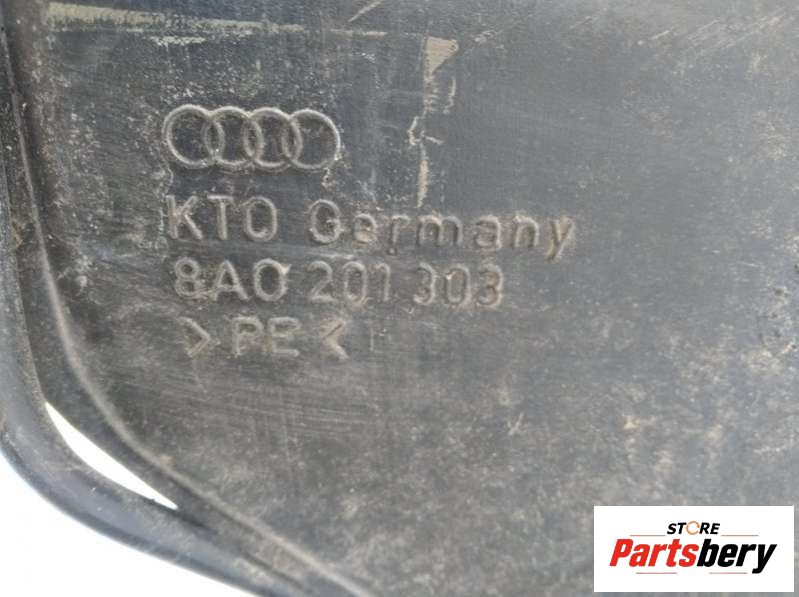 KTO Germany
8A0 201 303
>PE<
STORE
Partsbery